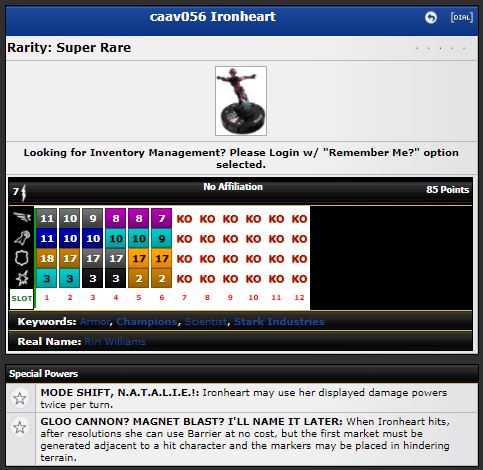 caav056 Ironheart
[DIAL]
Rarity: Super Rare
Looking for Inventory Management? Please Login w/ "Remember Me?" option
selected.
7 No Affiliation 85 Points
11 10 9 8 8 7 KO KO KO KO KO KO
11 10 10 10 10 9 KO KO KO KO KO KO
18 17 17 17 17 17 KO KO KO KO KO KO
3 3 3 3 2 2 KO KO KO KO KO KO
SLOT 1 2 3 4 5 6 7 8 9 10 11 12
Keywords: Armor, Champions, Scientist, Stark Industries
Real Name: Riri Williams
Special Powers
MODE SHIFT, N.A.T.A.L.I.E.!: Ironheart may use her displayed damage powers
twice per turn.
GLOO CANNON? MAGNET BLAST? I'LL NAME IT LATER: When Ironheart hits,
after resolutions she can use Barrier at no cost, but the first market must be
generated adjacent to a hit character and the markers may be placed in hindering
terrain.